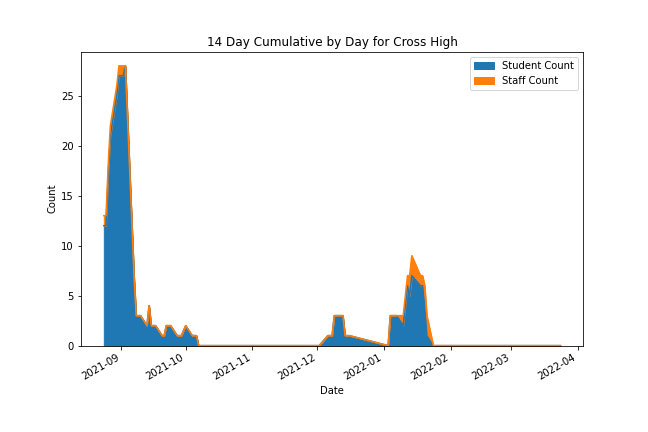 14 Day Cumulative by Day for Cross High
Student Count
Staff Count
25
20
15
10
5
0
Count
2021-09
2021-10
2021-11
2021-12
2022-01
2022-02
2022-03
2022-04
Date